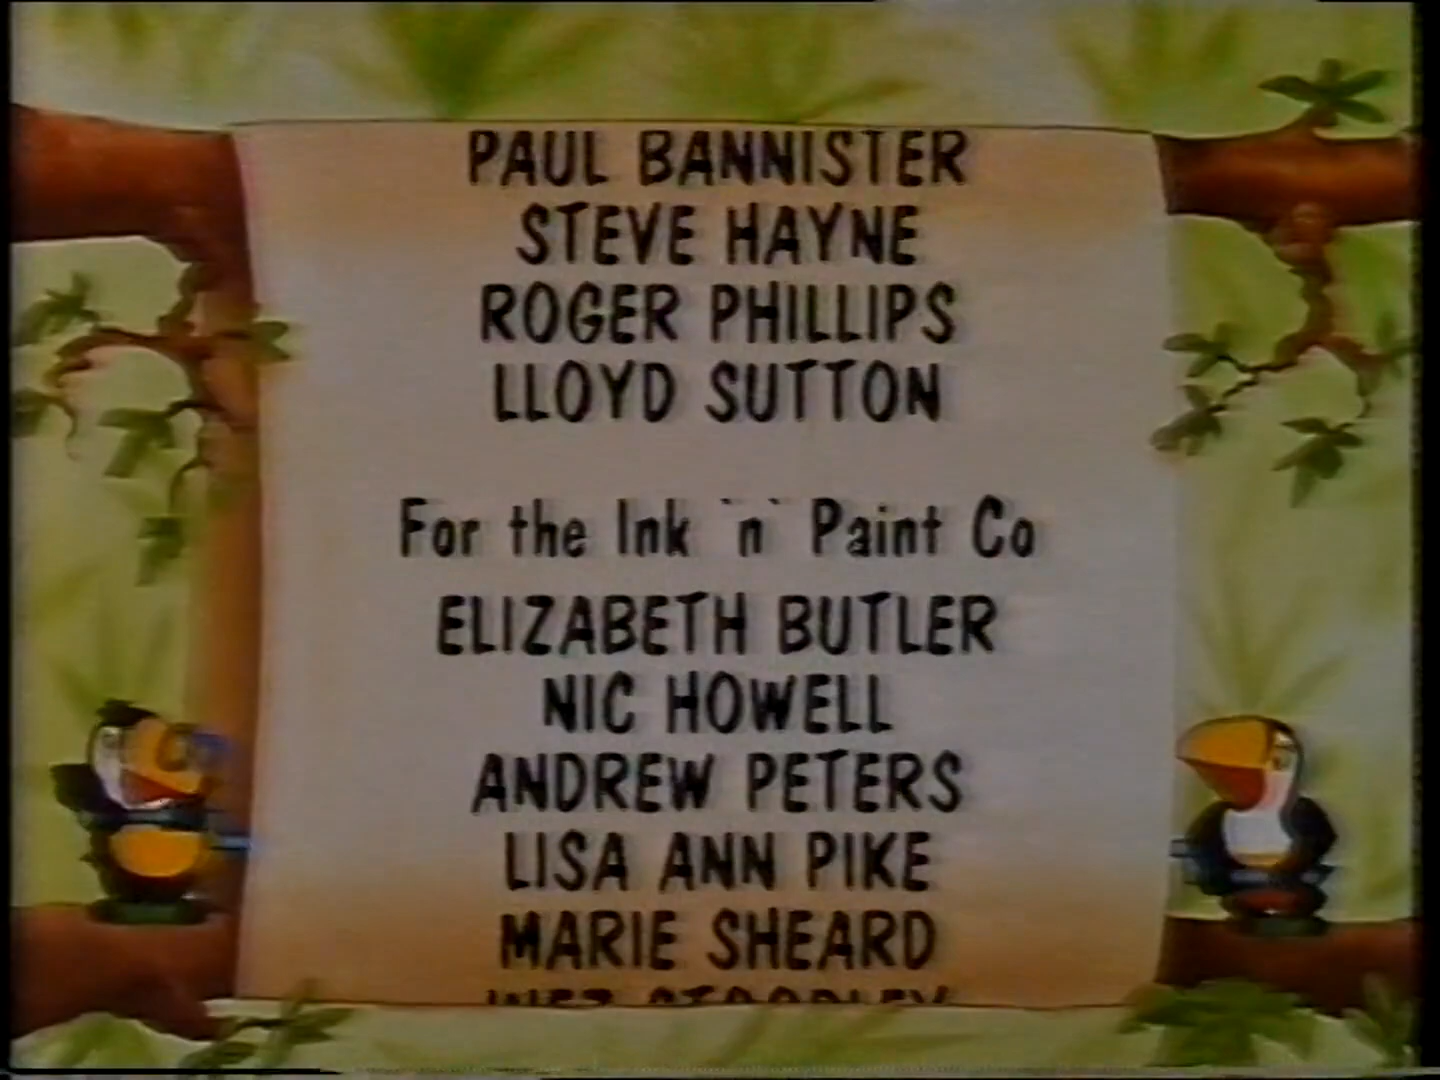 PAUL BANNISTER
STEVE HAYNE
ROGER PHILLIPS
LLOYD SUTTON
For the Ink `n` Paint Co
ELIZABETH BUTLER
NIC HOWELL
ANDREW PETERS
LISA ANN PIKE
MARIE SHEARD